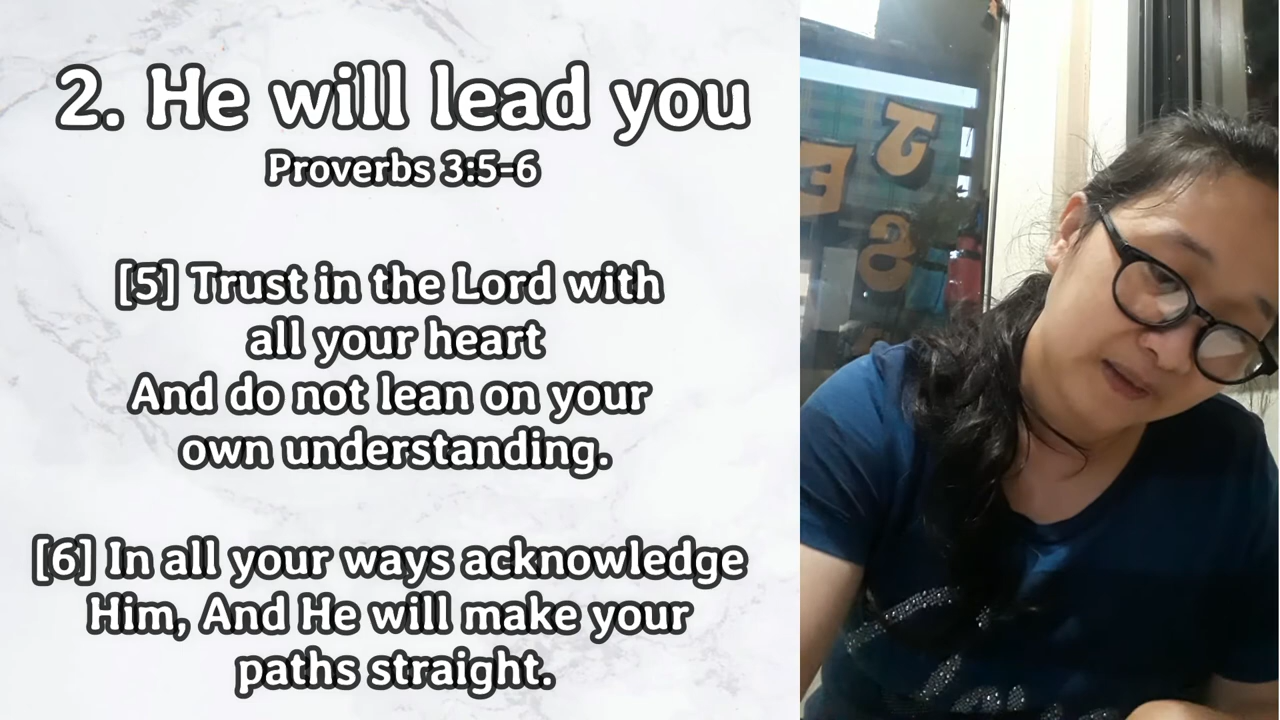 2. He will lead you
Proverbs 3:5-6
[5] Trust in the Lord with
all your heart
And do not lean on your
own understanding.
[6] In all your ways acknowledge
Him, And He will make your
paths straight.